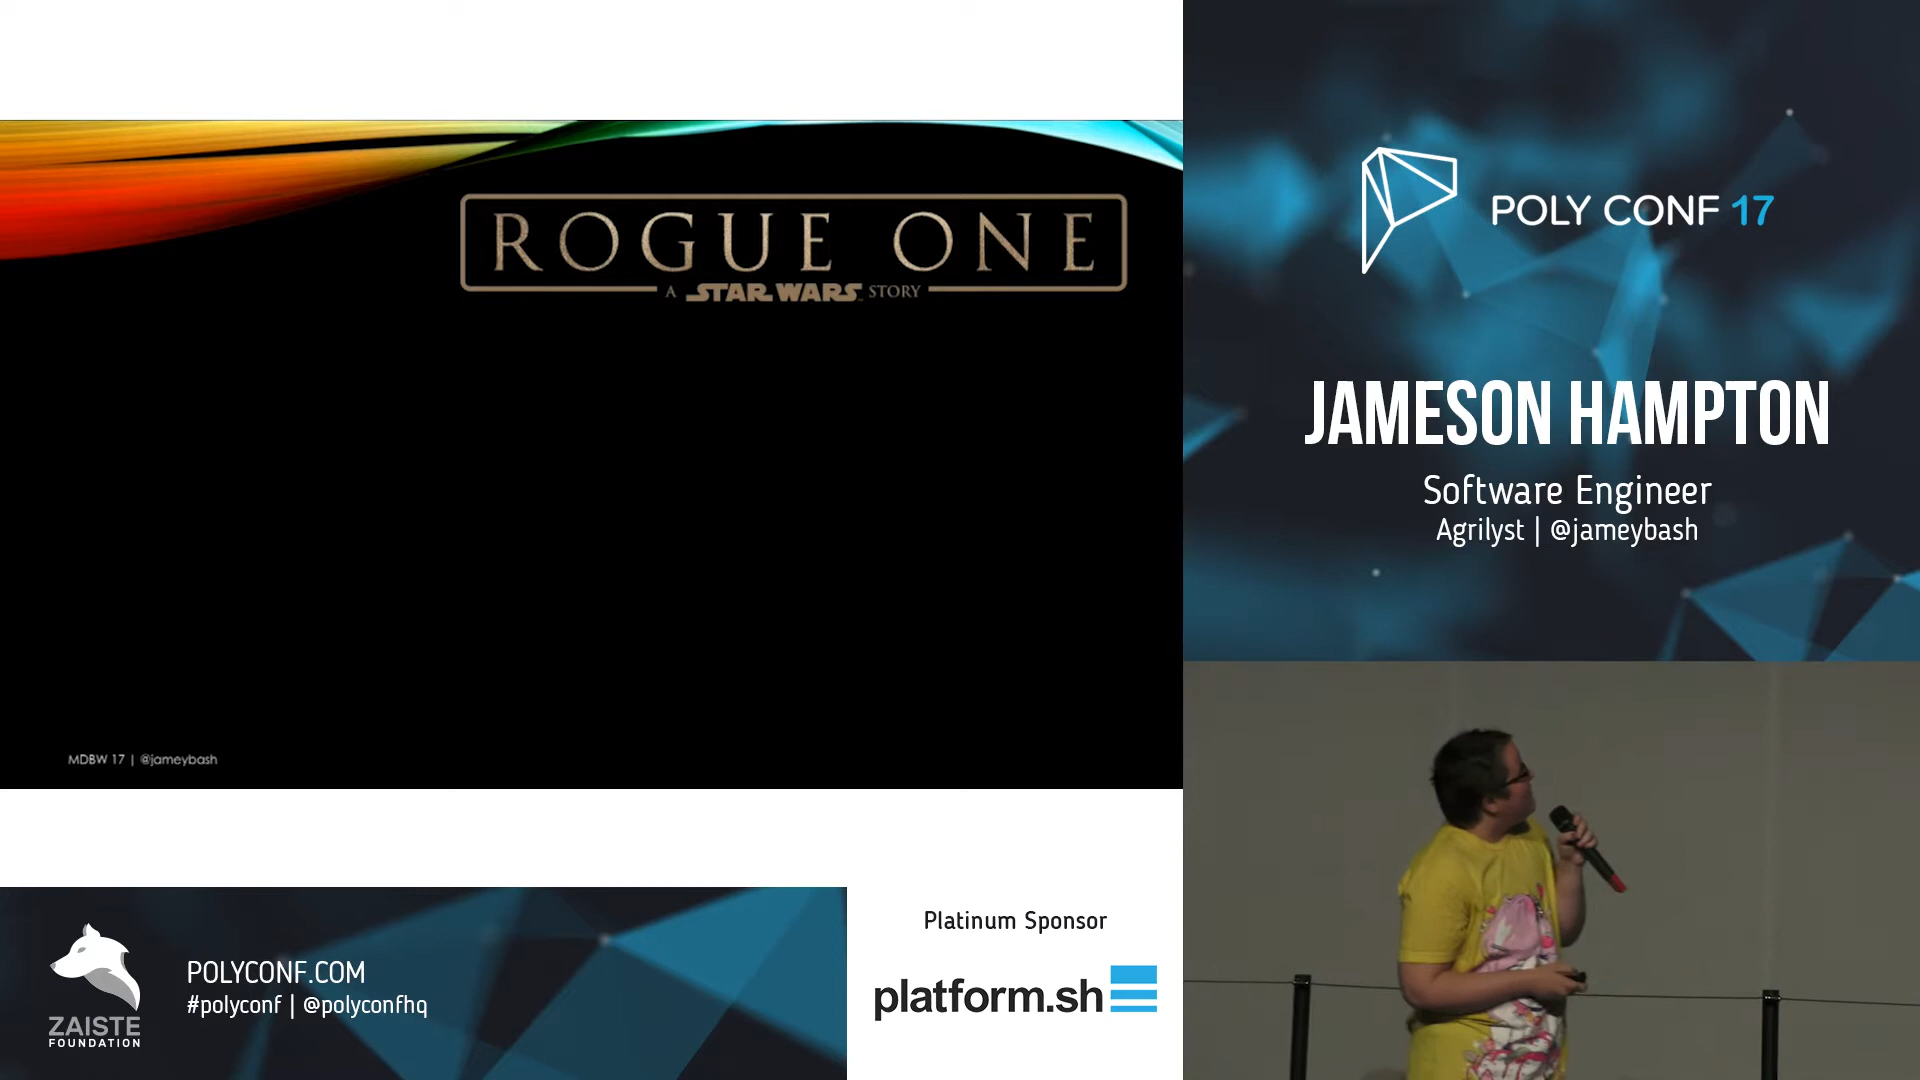 ROGUE ONE
A STAR WARS STORY
MDBW 17 | @jameybash
POLY CONF 17
JAMESON HAMPTON
Software Engineer
Agrilyst | @jameybash
ZAISTE
FOUNDATION
POLYCONF.COM
#polyconf | @polyconfhq
Platinum Sponsor
platform.sh